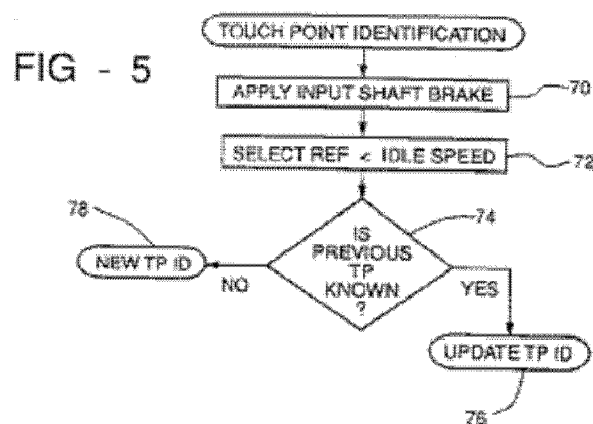 FIG - 5
TOUCH POINT IDENTIFICATION
APPLY INPUT SHAFT BRAKE
70
SELECT REF < IDLE SPEED
72
78
74
IS
PREVIOUS
TP
KNOWN
?
NEW TP ID
NO
YES
UPDATE TP ID
76